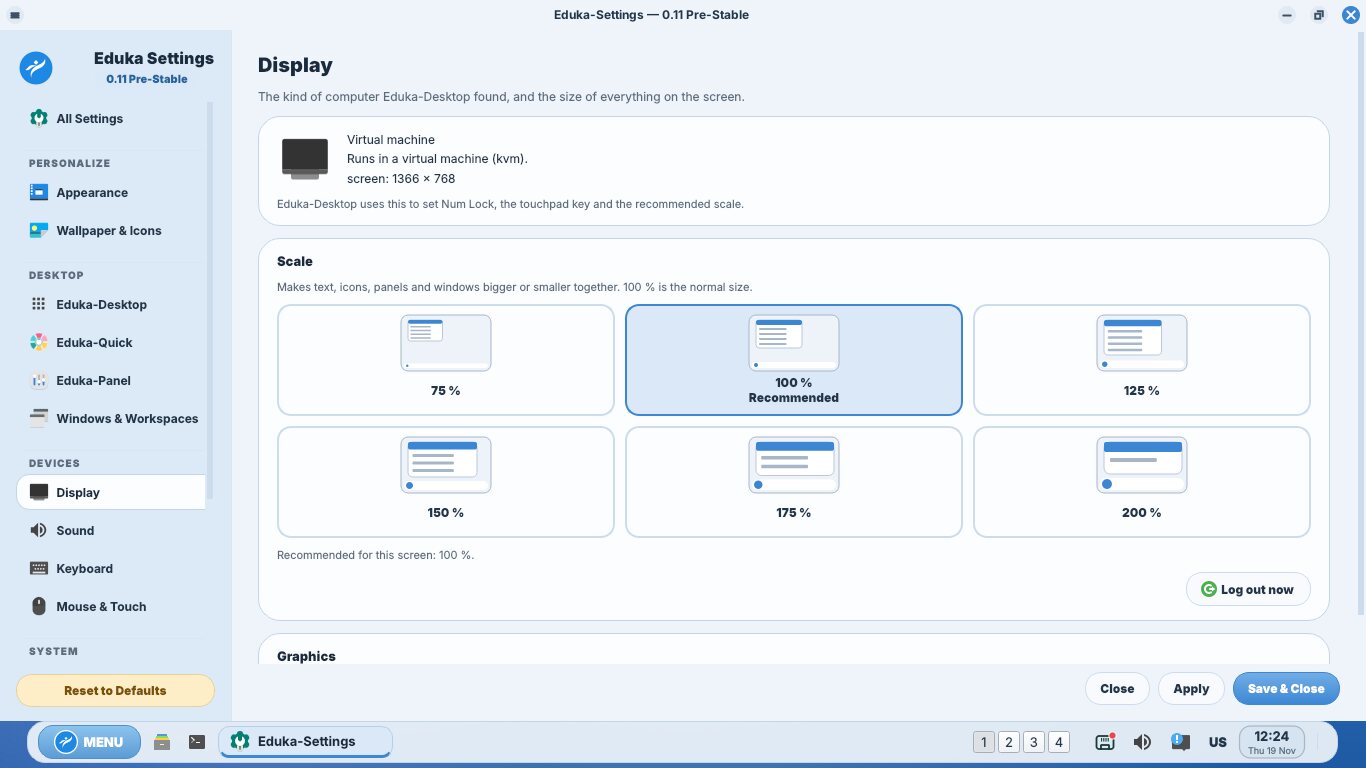 Eduka-Settings — 0.11 Pre-Stable
Eduka Settings
0.11 Pre-Stable
All Settings
PERSONALIZE
Appearance
Wallpaper & Icons
DESKTOP
Eduka-Desktop
Eduka-Quick
Eduka-Panel
Windows & Workspaces
DEVICES
Display
Sound
Keyboard
Mouse & Touch
SYSTEM
Reset to Defaults
Display
The kind of computer Eduka-Desktop found, and the size of everything on the screen.
Virtual machine
Runs in a virtual machine (kvm).
screen: 1366 × 768
Eduka-Desktop uses this to set Num Lock, the touchpad key and the recommended scale.
Scale
Makes text, icons, panels and windows bigger or smaller together. 100 % is the normal size.
75 %
100 %
Recommended
125 %
150 %
175 %
200 %
Recommended for this screen: 100 %.
Log out now
Graphics
Close
Apply
Save & Close
MENU
Eduka-Settings
1
2
3
4
US
12:24
Thu 19 Nov